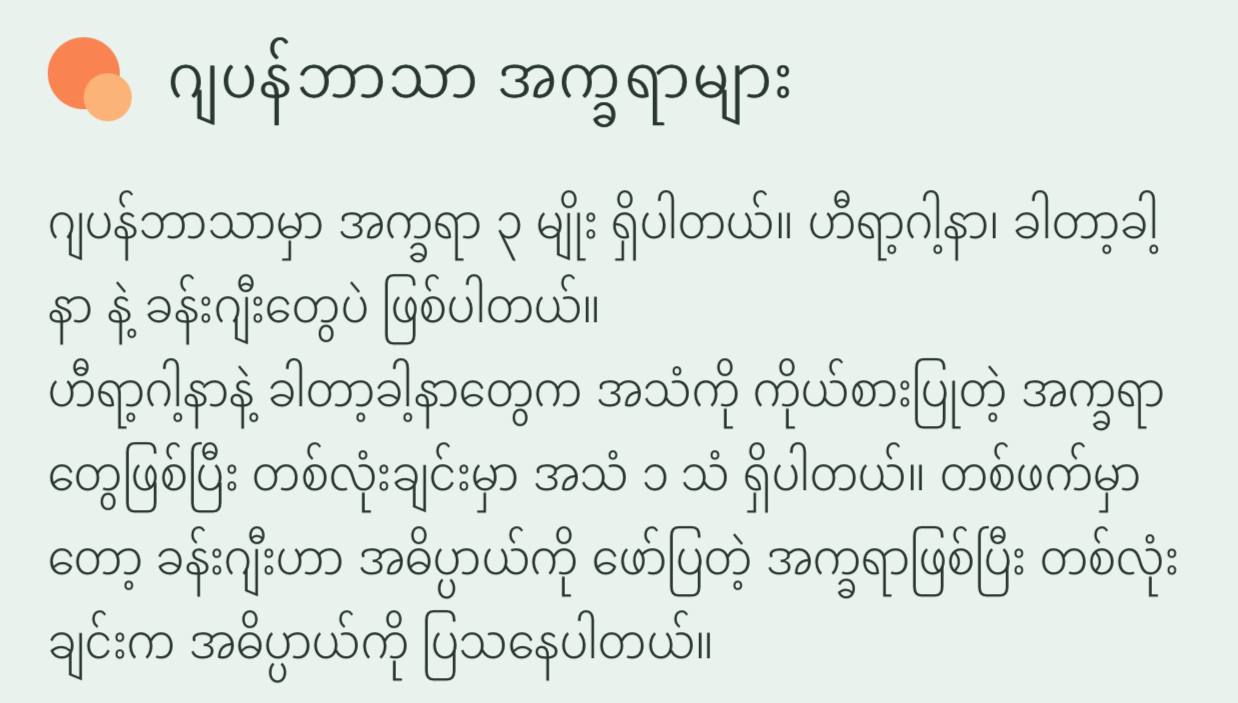 ဂျပန်ဘာသာ အက္ခရာများ
ဂျပန်ဘာသာမှာ အက္ခရာ ၃ မျိုး ရှိပါတယ်။ ဟီရာ့ဂါ့နာ၊ ခါတာ့ခါ့
နာ နဲ့ ခန်းဂျီးတွေပဲ ဖြစ်ပါတယ်။
ဟီရာ့ဂါ့နာနဲ့ ခါတာ့ခါ့နာတွေက အသံကို ကိုယ်စားပြုတဲ့ အက္ခရာ
တွေဖြစ်ပြီး တစ်လုံးချင်းမှာ အသံ ၁ သံ ရှိပါတယ်။ တစ်ဖက်မှာ
တော့ ခန်းဂျီးဟာ အဓိပ္ပာယ်ကို ဖော်ပြတဲ့ အက္ခရာဖြစ်ပြီး တစ်လုံး
ချင်းက အဓိပ္ပာယ်ကို ပြသနေပါတယ်။